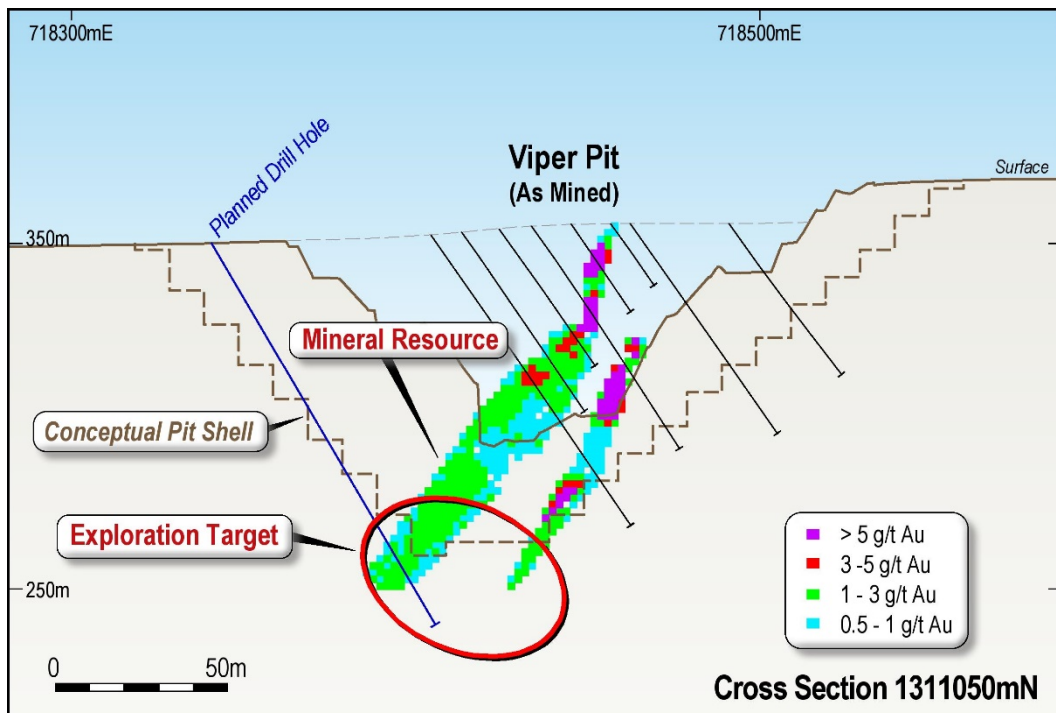 718300mE
718500mE
Planned Drill Hole
Viper Pit
(As Mined)
Surface
350m
Mineral Resource
Conceptual Pit Shell
Exploration Target
250m
> 5 g/t Au
3 -5 g/t Au
1 - 3 g/t Au
0.5 - 1 g/t Au
0
50m
Cross Section 1311050mN